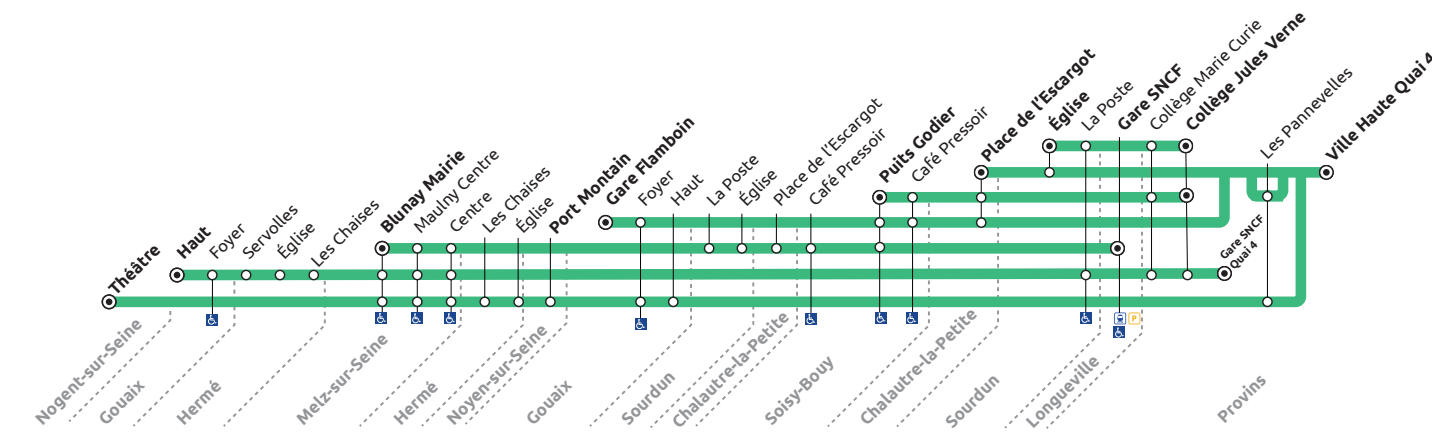 Théâtre
Haut
Foyer
Servolles
Église
Les Chaises
Blunay Mairie
Maulny Centre
Centre
Les Chaises
Église
Port Montain
Gare Flamboin
Foyer
Haut
La Poste
Église
Place de l'Escargot
Café Pressoir
Puits Godier
Café Pressoir
Place de l'Escargot
Église
La Poste
Gare SNCF
Collège Marie Curie
Collège Jules Verne
Les Pannevelles
Ville Haute Quai 4
Gare SNCF
Quai 4
P
Nogent-sur-Seine
Gouaix
Hermé
Melz-sur-Seine
Hermé
Noyen-sur-Seine
Gouaix
Sourdun
Chalautre-la-Petite
Soisy-Bouy
Chalautre-la-Petite
Sourdun
Longueville
Provins